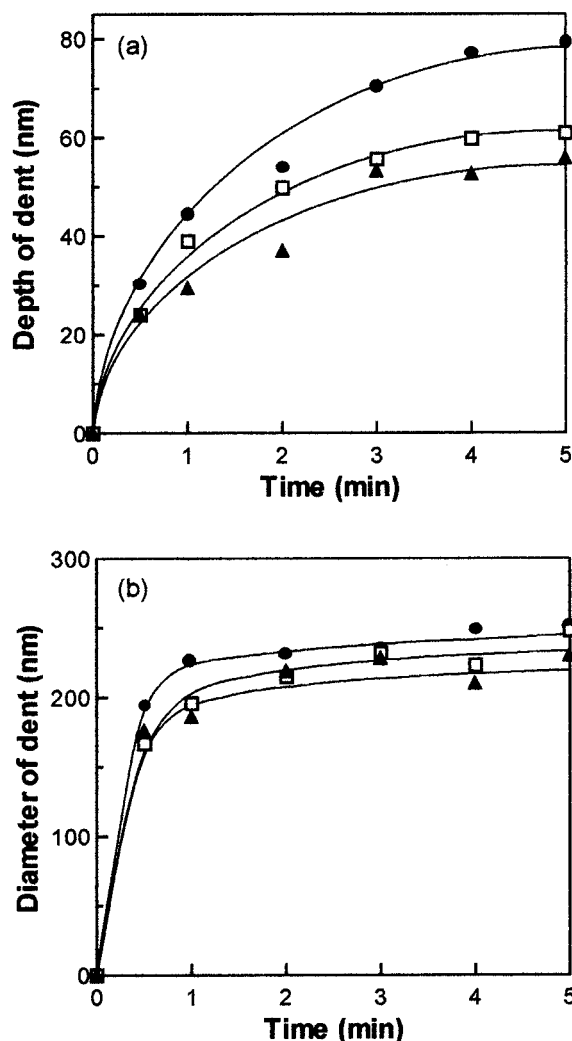 (a)
80
60
40
20
0
Depth of dent (nm)
0 1 2 3 4 5
Time (min)
(b)
300
200
100
0
Diameter of dent (nm)
0 1 2 3 4 5
Time (min)